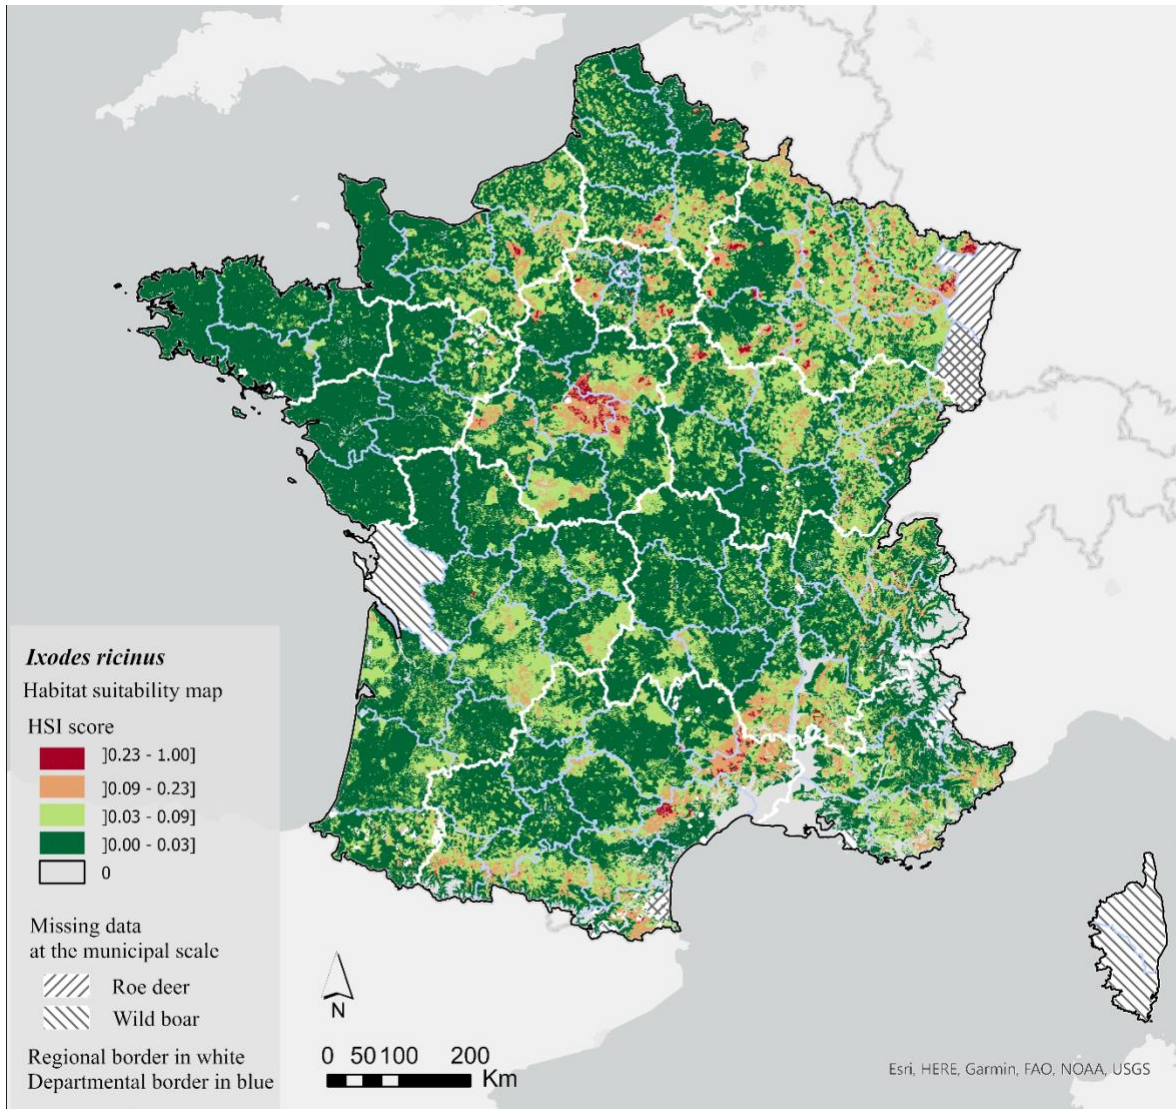 Ixodes ricinus
Habitat suitability map
HSI score
]0.23 - 1.00]
]0.09 - 0.23]
]0.03 - 0.09]
]0.00 - 0.03]
0
Missing data
at the municipal scale
Roe deer
Wild boar
Regional border in white
Departmental border in blue
N
0 50 100 200
Km
Esri, HERE, Garmin, FAO, NOAA, USGS